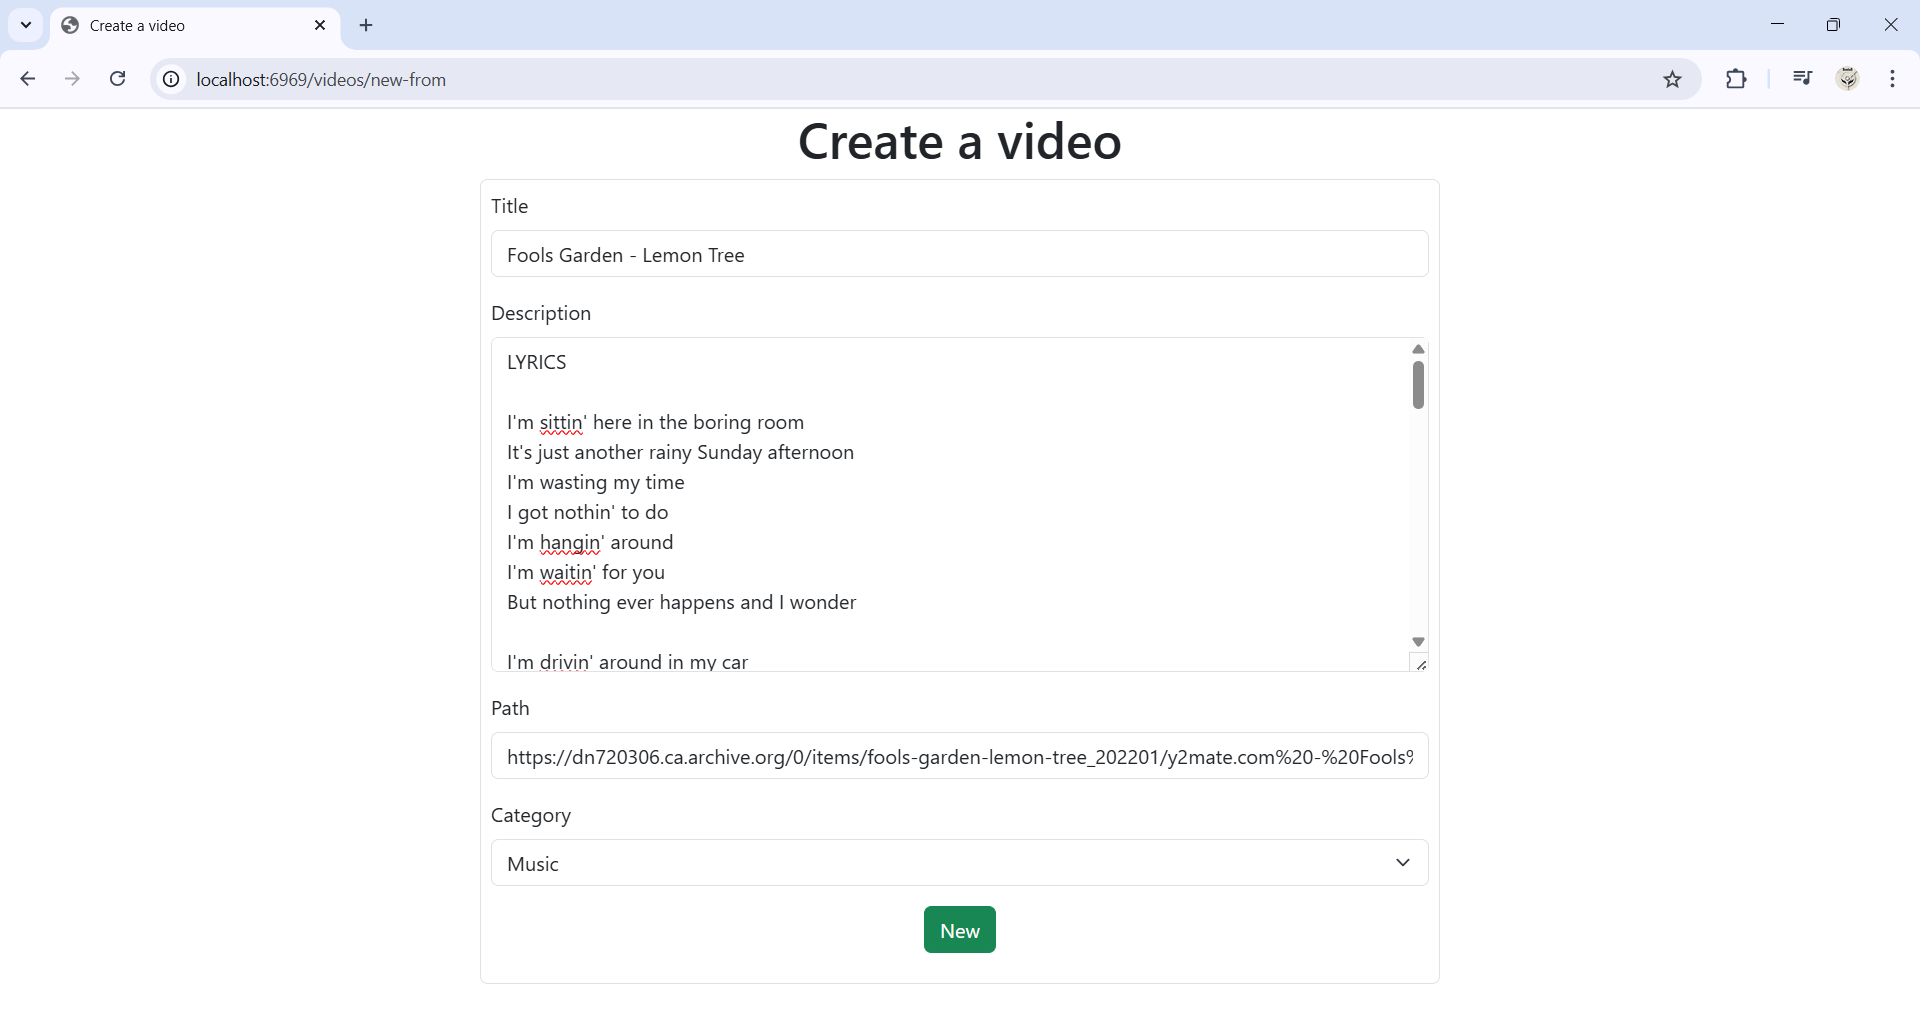 Create a video
localhost:6969/videos/new-from
Create a video
Title
Fools Garden - Lemon Tree
Description
LYRICS
I'm sittin' here in the boring room
It's just another rainy Sunday afternoon
I'm wasting my time
I got nothin' to do
I'm hangin' around
I'm waitin' for you
But nothing ever happens and I wonder
I'm drivin' around in my car
Path
https://dn720306.ca.archive.org/0/items/fools-garden-lemon-tree_202201/y2mate.com%20-%20Fools%
Category
Music
New